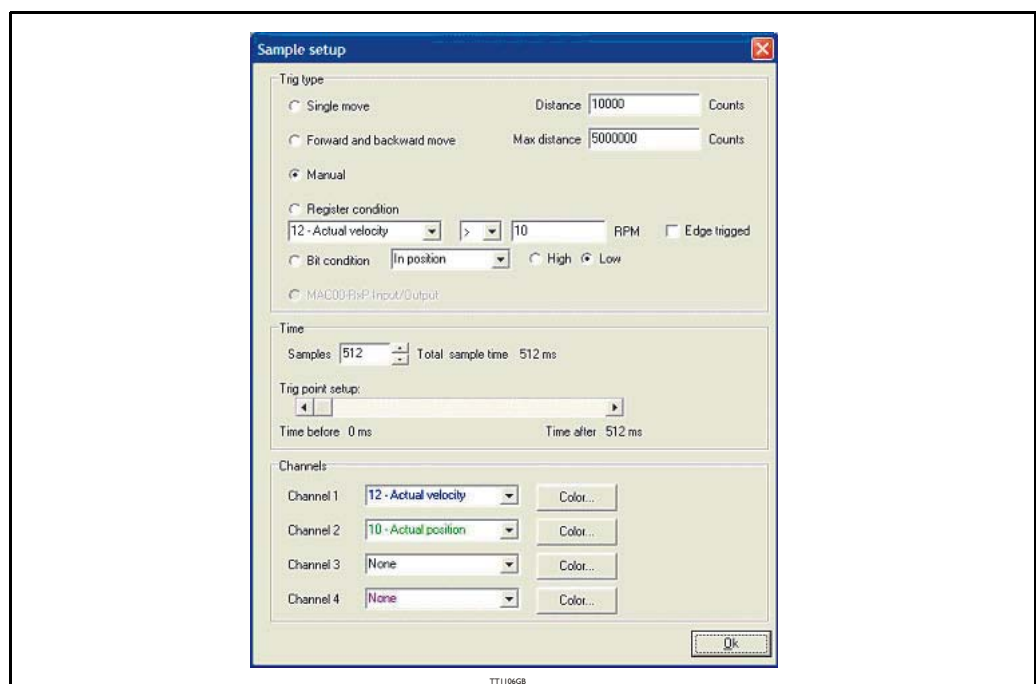 Sample setup
Trig type
Single move Distance 10000 Counts
Forward and backward move Max distance 5000000 Counts
Manual
Register condition
12 - Actual velocity > 10 RPM Edge trigged
Bit condition In position High Low
MAC00-RxP Input/Output
Time
Samples 512 Total sample time 512 ms
Trig point setup:
Time before 0 ms Time after 512 ms
Channels
Channel 1 12 - Actual velocity Color...
Channel 2 10 - Actual position Color...
Channel 3 None Color...
Channel 4 None Color...
Ok
TT1106GB